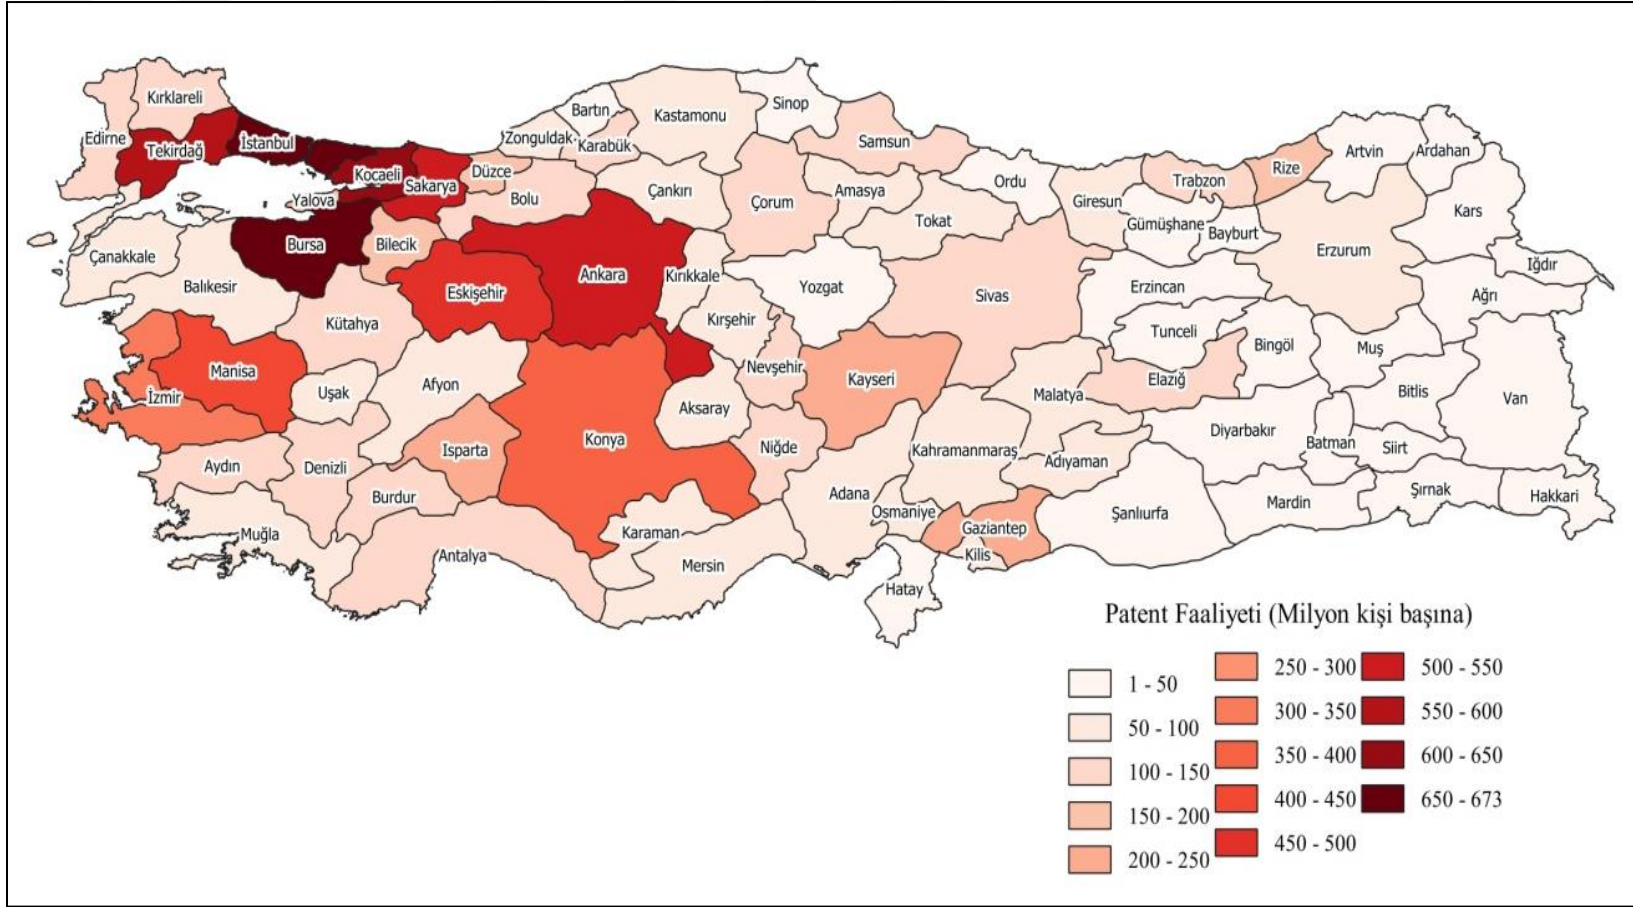 Kırklareli
Edirne
Tekirdağ
İstanbul
Kocaeli
Sakarya
Yalova
Düzce
Bolu
Zonguldak
Bartın
Karabük
Kastamonu
Sinop
Çankırı
Samsun
Çorum
Amasya
Tokat
Ordu
Giresun
Gümüşhane
Trabzon
Bayburt
Rize
Artvin
Ardahan
Kars
Iğdır
Erzurum
Ağrı
Çanakkale
Balıkesir
Bursa
Bilecik
Eskişehir
Ankara
Kırıkkale
Kırşehir
Yozgat
Sivas
Erzincan
Tunceli
Bingöl
Muş
Bitlis
Van
Kütahya
Manisa
İzmir
Uşak
Afyon
Konya
Aksaray
Nevşehir
Kayseri
Malatya
Elazığ
Diyarbakır
Batman
Siirt
Aydın
Denizli
Isparta
Burdur
Niğde
Kahramanmaraş
Adıyaman
Muğla
Antalya
Karaman
Mersin
Adana
Osmaniye
Gaziantep
Kilis
Hatay
Şanlıurfa
Mardin
Şırnak
Hakkari
Patent Faaliyeti (Milyon kişi başına)
1 - 50
50 - 100
100 - 150
150 - 200
200 - 250
250 - 300
300 - 350
350 - 400
400 - 450
450 - 500
500 - 550
550 - 600
600 - 650
650 - 673